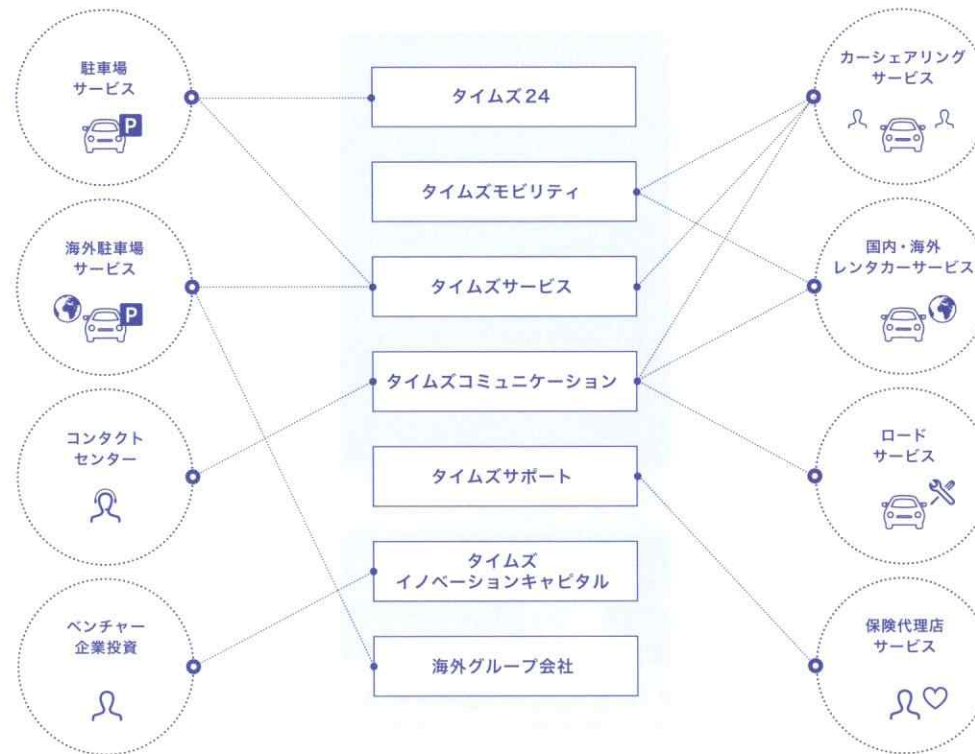 駐車場
サービス
P
海外駐車場
サービス
P
コンタクト
センター
ベンチャー
企業投資
タイムズ24
タイムズモビリティ
タイムズサービス
タイムズコミュニケーション
タイムズサポート
タイムズ
イノベーションキャピタル
海外グループ会社
カーシェアリング
サービス
国内・海外
レンタカーサービス
ロード
サービス
保険代理店
サービス